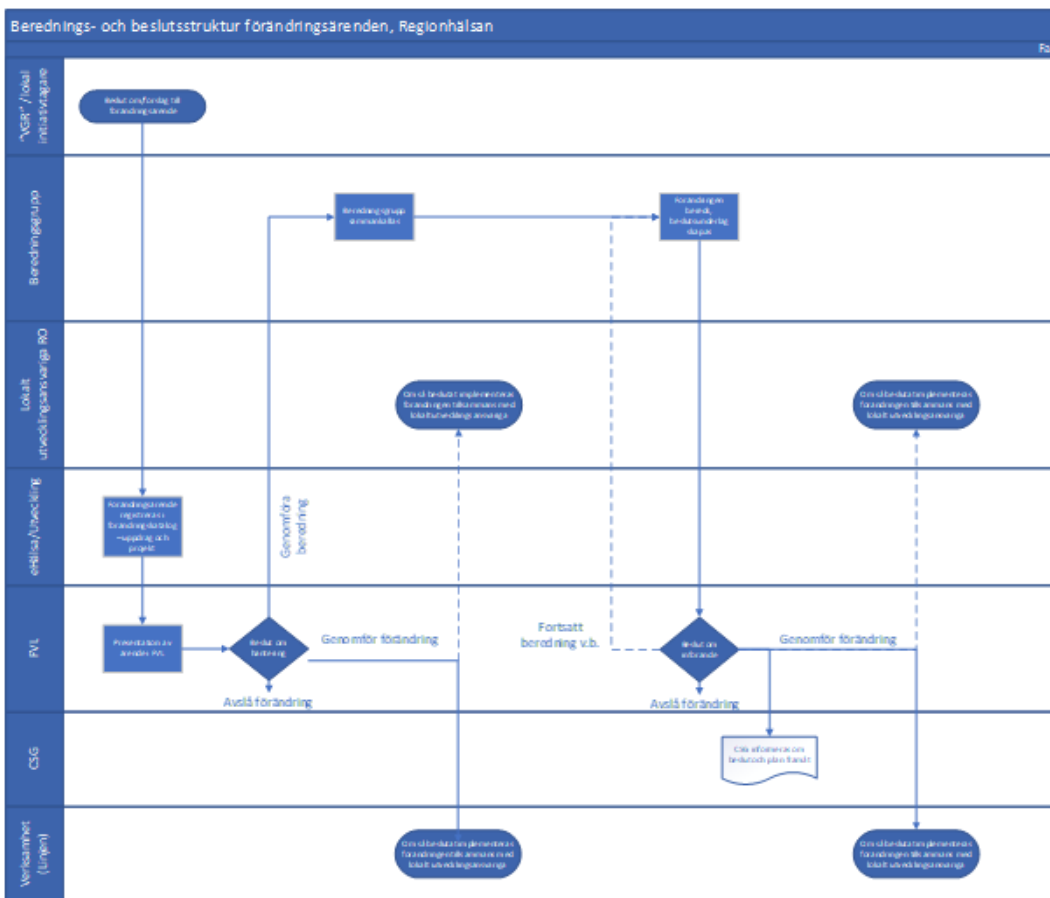 Berednings- och beslutsstruktur förändringsärenden, Regionhälsan
"VGR" / lokal
initiativtagare
Beslut om/förslag till
förändringsärende
Beredningsgrupp
Beredningsgrupp
sammankallas
Förändringen
bereds,
beslutsunderlag
skapas
Lokalt
utvecklingsansvariga RO
Om så beslutat implementeras
förändringen tillsammans med
lokalt utvecklingsansvariga
Om så beslutat implementeras
förändringen tillsammans med
lokalt utvecklingsansvariga
eHälsa/Utveckling
Förändringsärende
registreras i
förändringskatalog
–uppdrag och
projekt
Genomföra
beredning
FVL
Presentation av
ärende: FVL
Beslut om
hantering
Genomför förändring
Avslå förändring
Fortsatt
beredning v.b.
Beslut om
införande
Genomför förändring
Avslå förändring
CSG
CSG informeras om
beslut och plan framåt
Verksamhet
(Linjen)
Om så beslutat implementeras
förändringen tillsammans med
lokalt utvecklingsansvariga
Om så beslutat implementeras
förändringen tillsammans med
lokalt utvecklingsansvariga